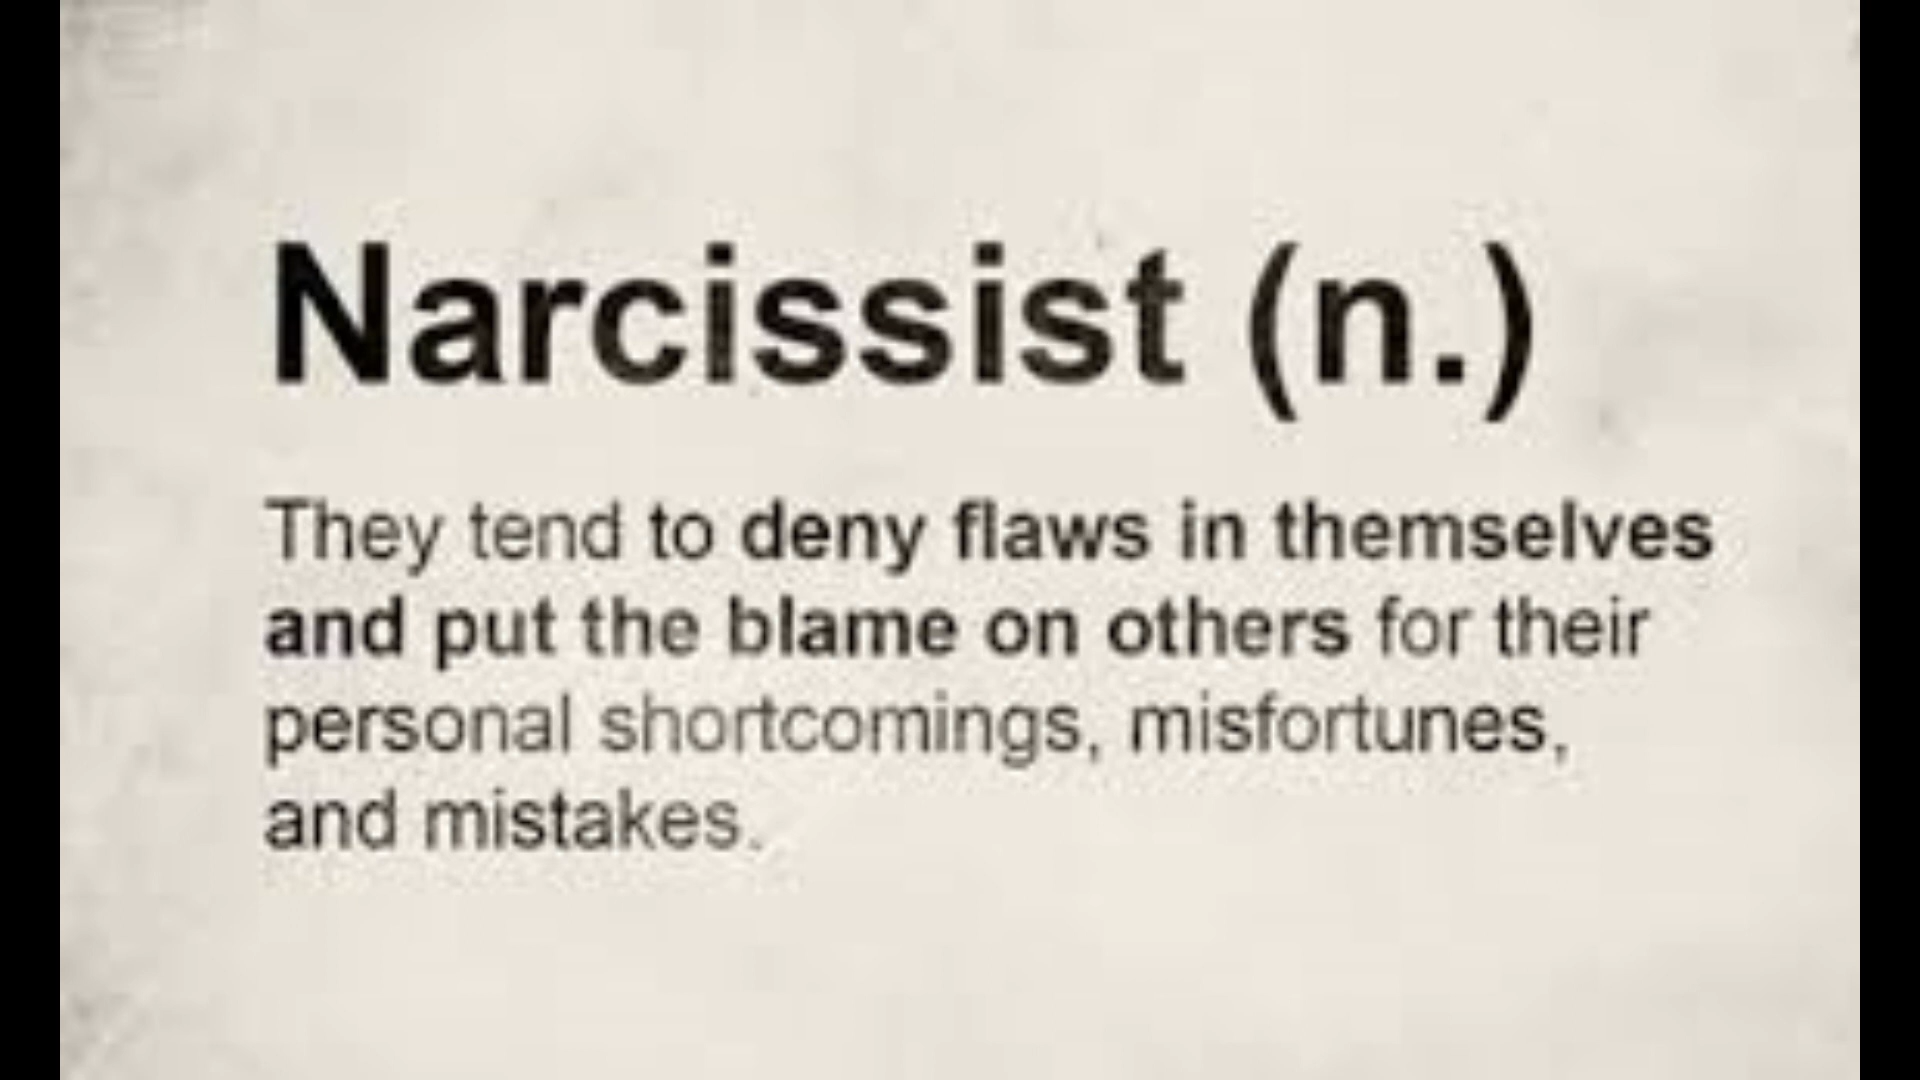 Narcissist (n.)
They tend to deny flaws in themselves
and put the blame on others for their
personal shortcomings, misfortunes,
and mistakes.